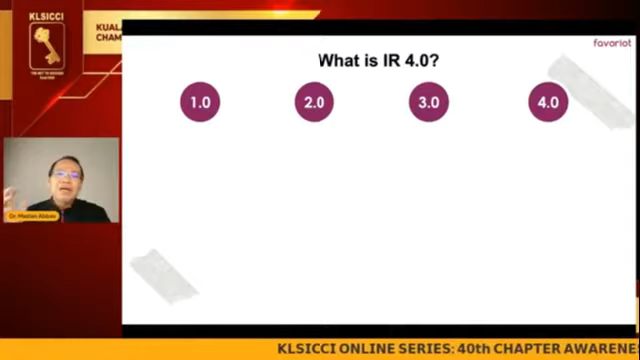 KLSICCI
KUAL
CHAM
favoriot
What is IR 4.0?
1.0
2.0
3.0
4.0
Dr. Mazlan Abbas
KLSICCI ONLINE SERIES: 40th CHAPTER AWARENE